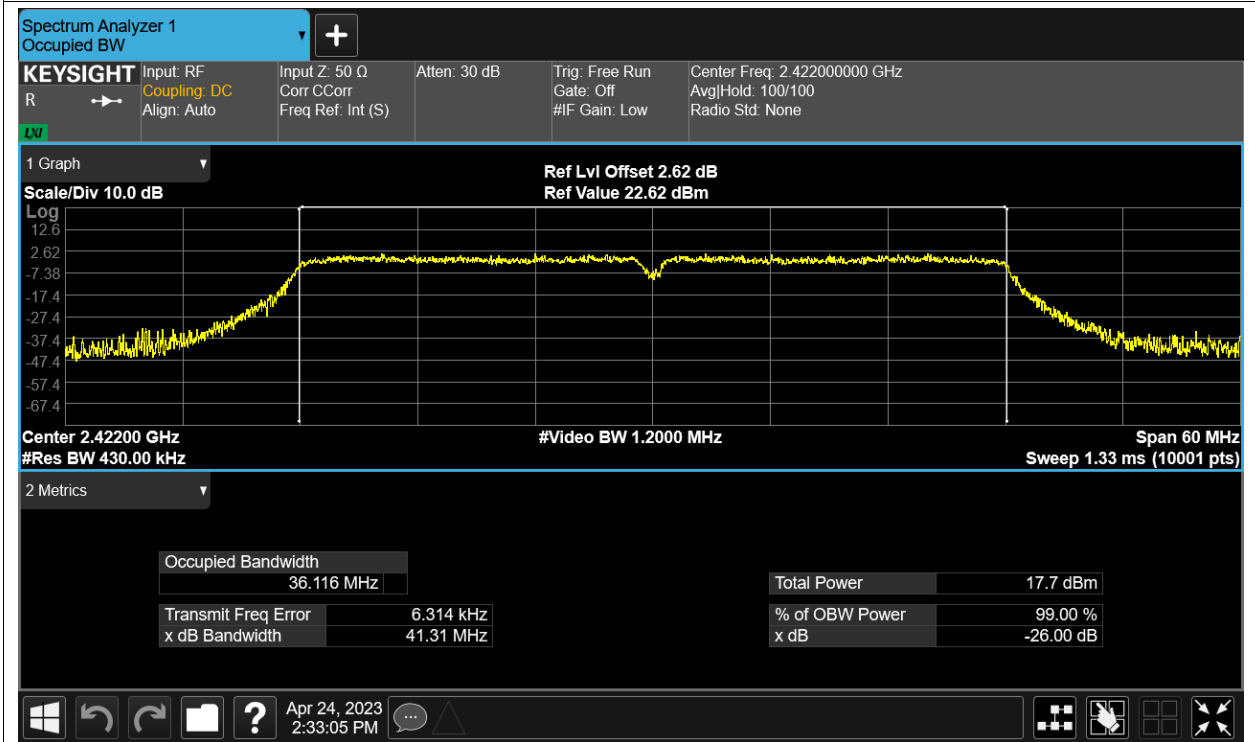 Spectrum Analyzer 1
Occupied BW
KEYSIGHT
R
LXI
Input: RF
Coupling: DC
Align: Auto
Input Z: 50 Ω
Corr CCorr
Freq Ref: Int (S)
Atten: 30 dB
Trig: Free Run
Gate: Off
#IF Gain: Low
Center Freq: 2.422000000 GHz
Avg|Hold: 100/100
Radio Std: None
1 Graph
Scale/Div 10.0 dB
Ref Lvl Offset 2.62 dB
Ref Value 22.62 dBm
Log
12.6
2.62
-7.38
-17.4
-27.4
-37.4
-47.4
-57.4
-67.4
Center 2.42200 GHz
#Video BW 1.2000 MHz
Span 60 MHz
#Res BW 430.00 kHz
Sweep 1.33 ms (10001 pts)
2 Metrics
Occupied Bandwidth
36.116 MHz
Total Power 17.7 dBm
Transmit Freq Error 6.314 kHz
% of OBW Power 99.00 %
x dB Bandwidth 41.31 MHz
x dB -26.00 dB
?
Apr 24, 2023
2:33:05 PM